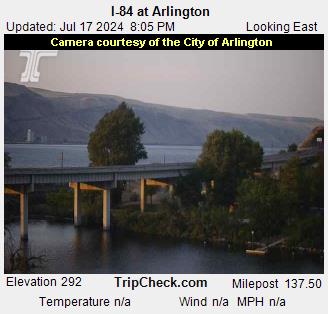 I-84 at Arlington
Updated: Jul 17 2024 8:05 PM Looking East
Camera courtesy of the City of Arlington
Elevation 292 TripCheck.com Milepost 137.50
Temperature n/a Wind n/a MPH n/a